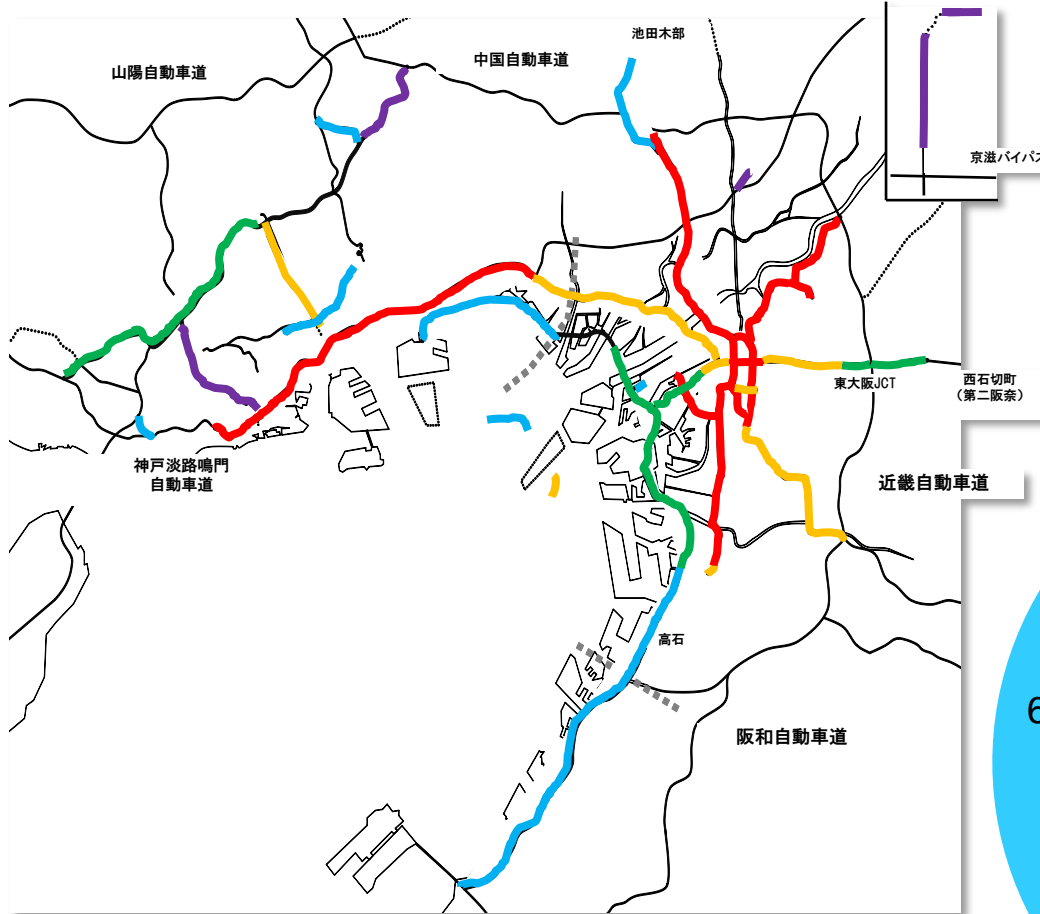 池田木部
山陽自動車道
中国自動車道
京滋バイパス
東大阪JCT
西石切町
(第二阪奈)
神戸淡路鳴門
自動車道
近畿自動車道
高石
阪和自動車道
6